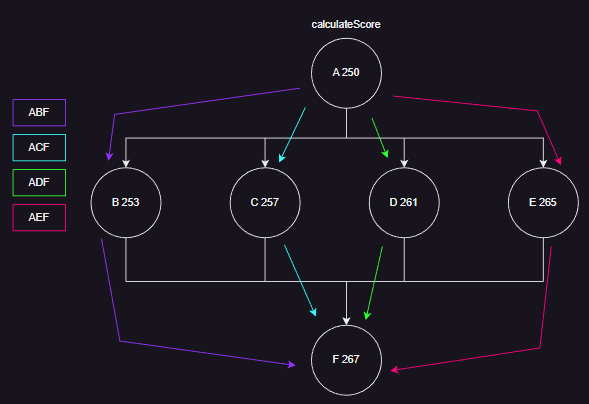 calculateScore
A 250
ABF
ACF
ADF
AEF
B 253
C 257
D 261
E 265
F 267